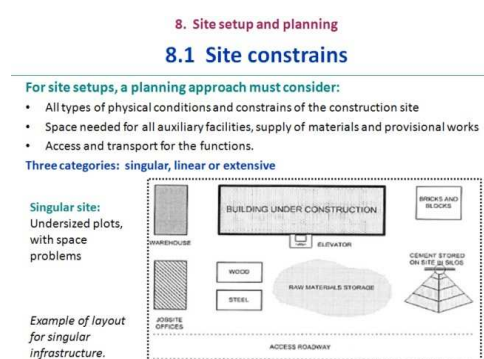 8. Site setup and planning
8.1 Site constrains
For site setups, a planning approach must consider:
• All types of physical conditions and constrains of the construction site
• Space needed for all auxiliary facilities, supply of materials and provisional works
• Access and transport for the functions.
Three categories: singular, linear or extensive
Singular site:
Undersized plots,
with space
problems
Example of layout
for singular
infrastructure.
BUILDING UNDER CONSTRUCTION
BRICKS AND
BLOCKS
WAREHOUSE
ELEVATOR
CEMENT STORED
ON SITE IN SILOS
WOOD
RAW MATERIALS STORAGE
STEEL
JOBSITE
OFFICES
ACCESS ROADWAY